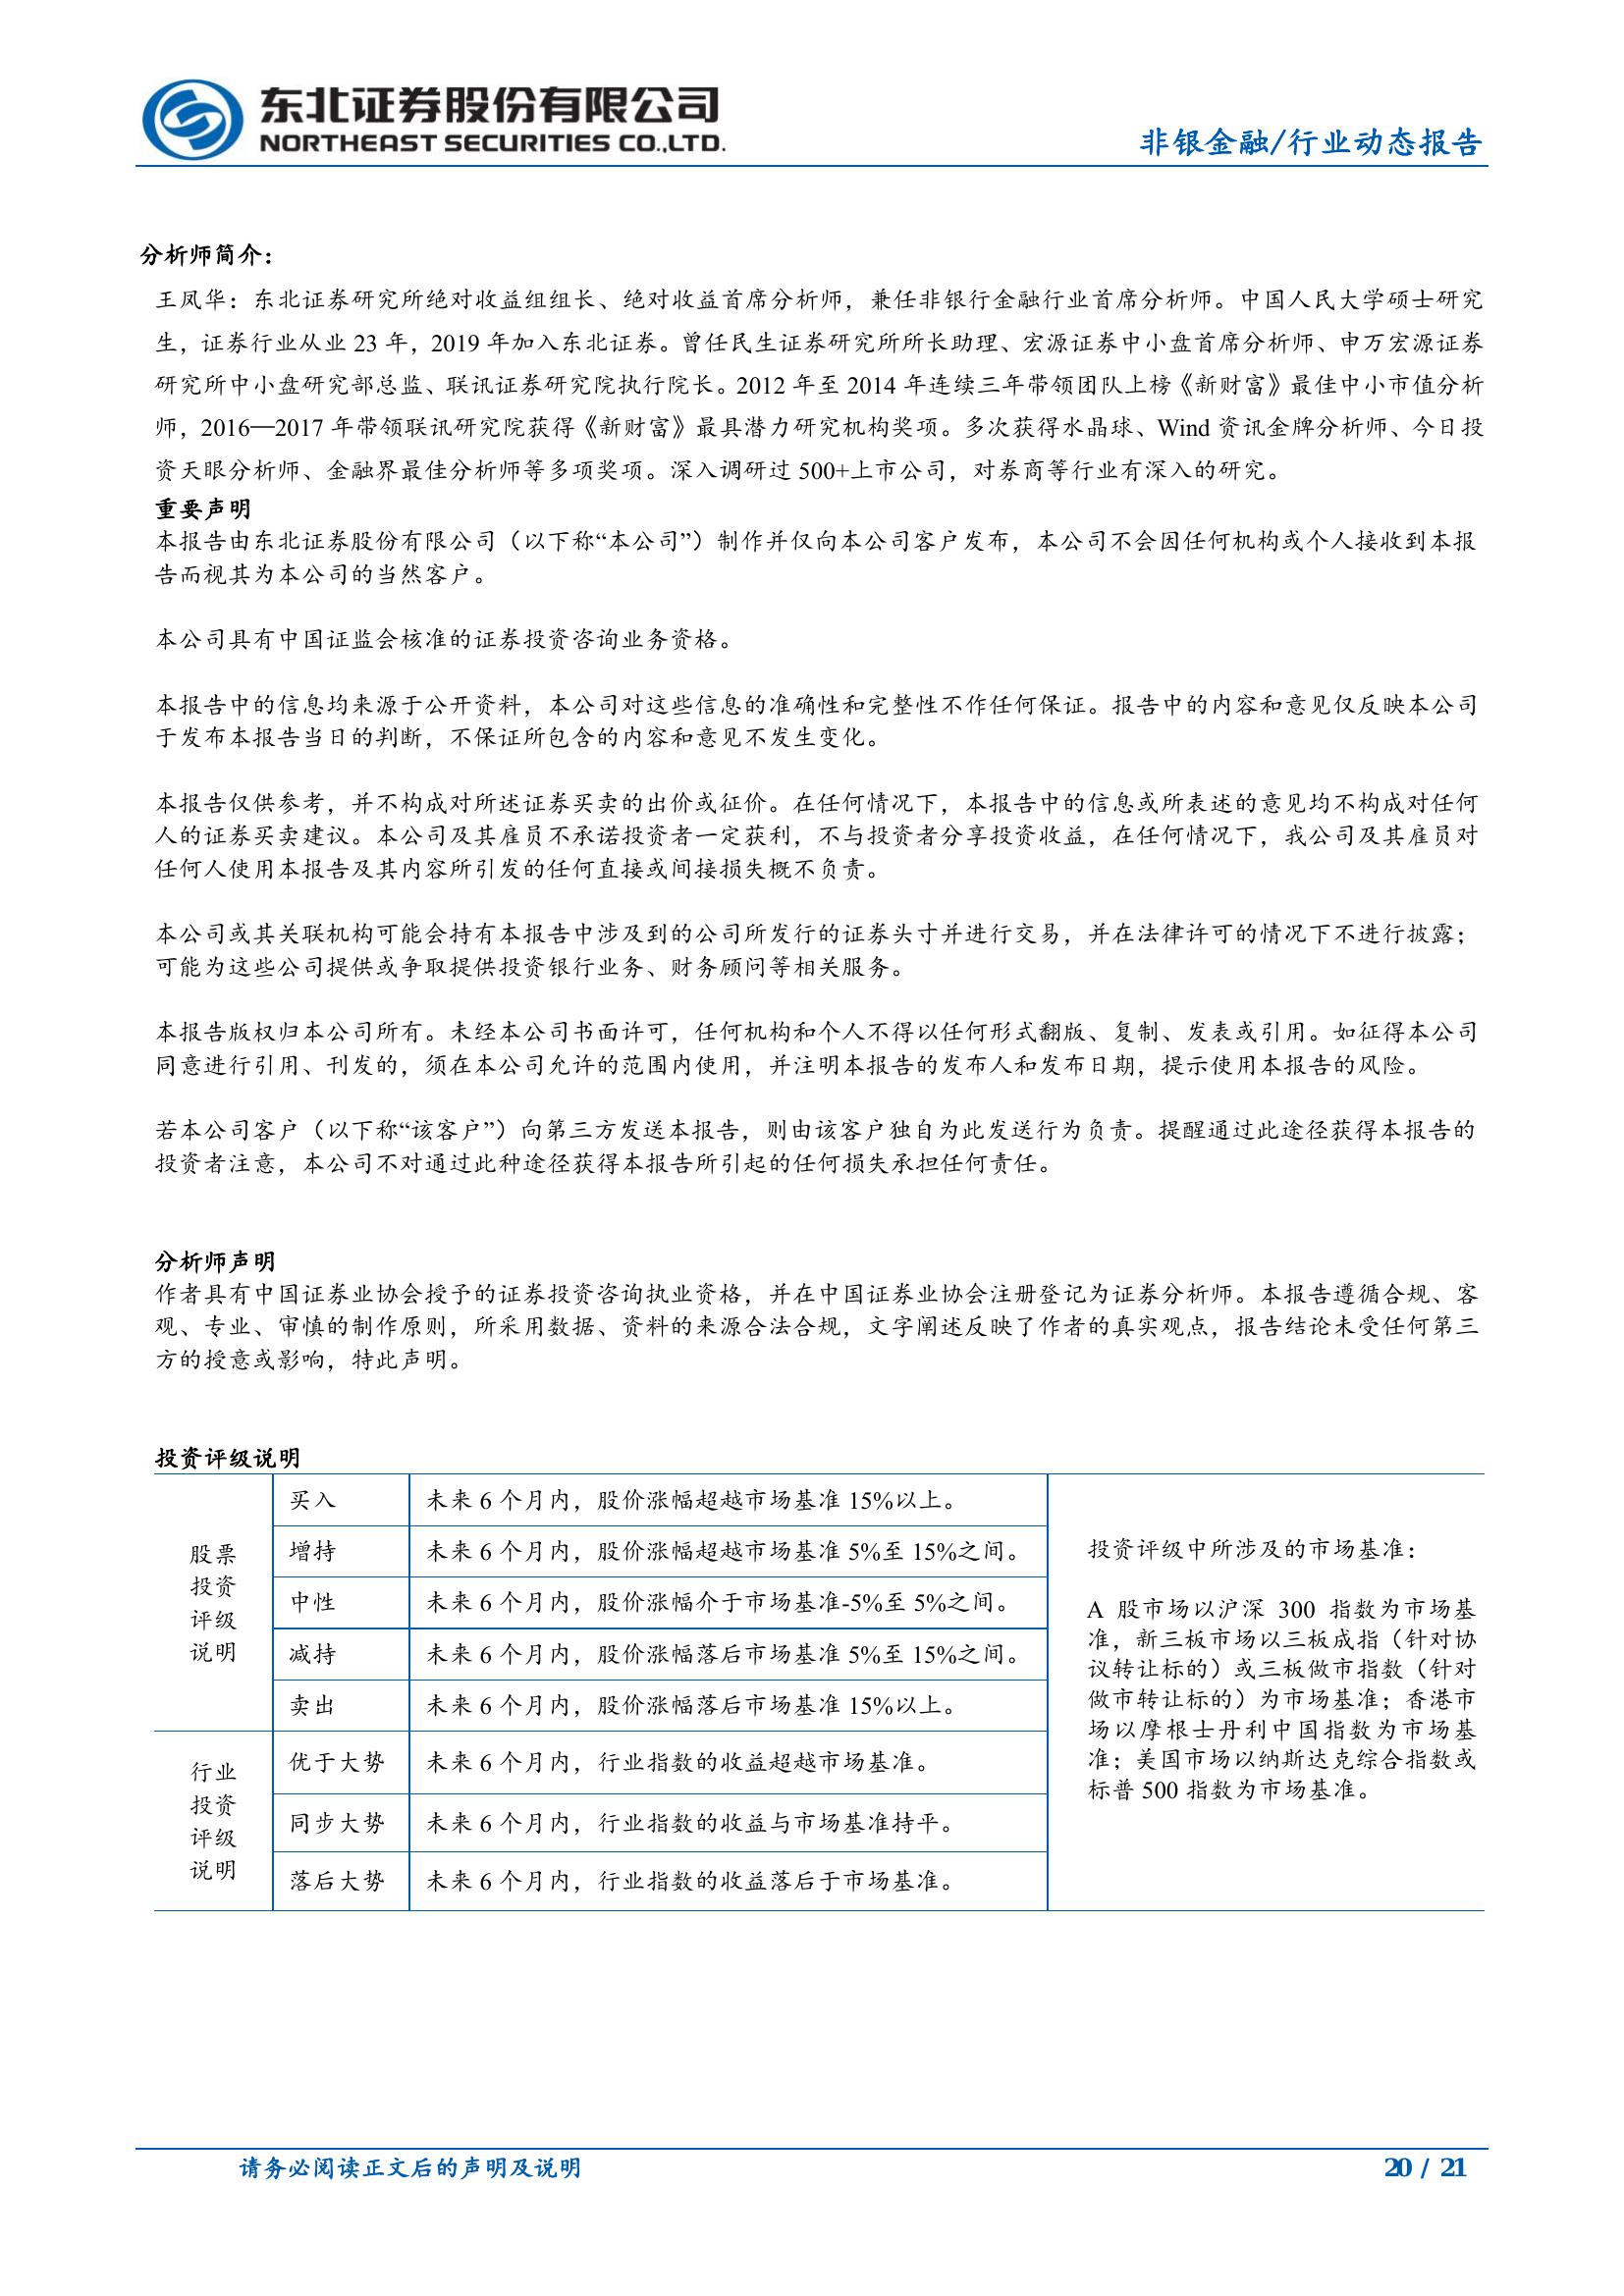 东北证券股份有限公司
NORTHEAST SECURITIES CO.,LTD.
非银金融/行业动态报告
分析师简介：
王凤华：东北证券研究所绝对收益组组长、绝对收益首席分析师，兼任非银行金融行业首席分析师。中国人民大学硕士研究
生，证券行业从业 23 年，2019 年加入东北证券。曾任民生证券研究所所长助理、宏源证券中小盘首席分析师、申万宏源证券
研究所中小盘研究部总监、联讯证券研究院执行院长。2012 年至 2014 年连续三年带领团队上榜《新财富》最佳中小市值分析
师，2016—2017 年带领联讯研究院获得《新财富》最具潜力研究机构奖项。多次获得水晶球、Wind 资讯金牌分析师、今日投
资天眼分析师、金融界最佳分析师等多项奖项。深入调研过 500+上市公司，对券商等行业有深入的研究。
重要声明
本报告由东北证券股份有限公司（以下称“本公司”）制作并仅向本公司客户发布，本公司不会因任何机构或个人接收到本报
告而视其为本公司的当然客户。
本公司具有中国证监会核准的证券投资咨询业务资格。
本报告中的信息均来源于公开资料，本公司对这些信息的准确性和完整性不作任何保证。报告中的内容和意见仅反映本公司
于发布本报告当日的判断，不保证所包含的内容和意见不发生变化。
本报告仅供参考，并不构成对所述证券买卖的出价或征价。在任何情况下，本报告中的信息或所表述的意见均不构成对任何
人的证券买卖建议。本公司及其雇员不承诺投资者一定获利，不与投资者分享投资收益，在任何情况下，我公司及其雇员对
任何人使用本报告及其内容所引发的任何直接或间接损失概不负责。
本公司或其关联机构可能会持有本报告中涉及到的公司所发行的证券头寸并进行交易，并在法律许可的情况下不进行披露；
可能为这些公司提供或争取提供投资银行业务、财务顾问等相关服务。
本报告版权归本公司所有。未经本公司书面许可，任何机构和个人不得以任何形式翻版、复制、发表或引用。如征得本公司
同意进行引用、刊发的，须在本公司允许的范围内使用，并注明本报告的发布人和发布日期，提示使用本报告的风险。
若本公司客户（以下称“该客户”）向第三方发送本报告，则由该客户独自为此发送行为负责。提醒通过此途径获得本报告的
投资者注意，本公司不对通过此种途径获得本报告所引起的任何损失承担任何责任。
分析师声明
作者具有中国证券业协会授予的证券投资咨询执业资格，并在中国证券业协会注册登记为证券分析师。本报告遵循合规、客
观、专业、审慎的制作原则，所采用数据、资料的来源合法合规，文字阐述反映了作者的真实观点，报告结论未受任何第三
方的授意或影响，特此声明。
投资评级说明
股票
投资
评级
说明
买入 未来 6 个月内，股价涨幅超越市场基准 15%以上。
增持 未来 6 个月内，股价涨幅超越市场基准 5%至 15%之间。
中性 未来 6 个月内，股价涨幅介于市场基准-5%至 5%之间。
减持 未来 6 个月内，股价涨幅落后市场基准 5%至 15%之间。
卖出 未来 6 个月内，股价涨幅落后市场基准 15%以上。
行业
投资
评级
说明
优于大势 未来 6 个月内，行业指数的收益超越市场基准。
同步大势 未来 6 个月内，行业指数的收益与市场基准持平。
落后大势 未来 6 个月内，行业指数的收益落后于市场基准。
投资评级中所涉及的市场基准：
A 股市场以沪深 300 指数为市场基
准，新三板市场以三板成指（针对协
议转让标的）或三板做市指数（针对
做市转让标的）为市场基准；香港市
场以摩根士丹利中国指数为市场基
准；美国市场以纳斯达克综合指数或
标普 500 指数为市场基准。
请务必阅读正文后的声明及说明
20 / 21